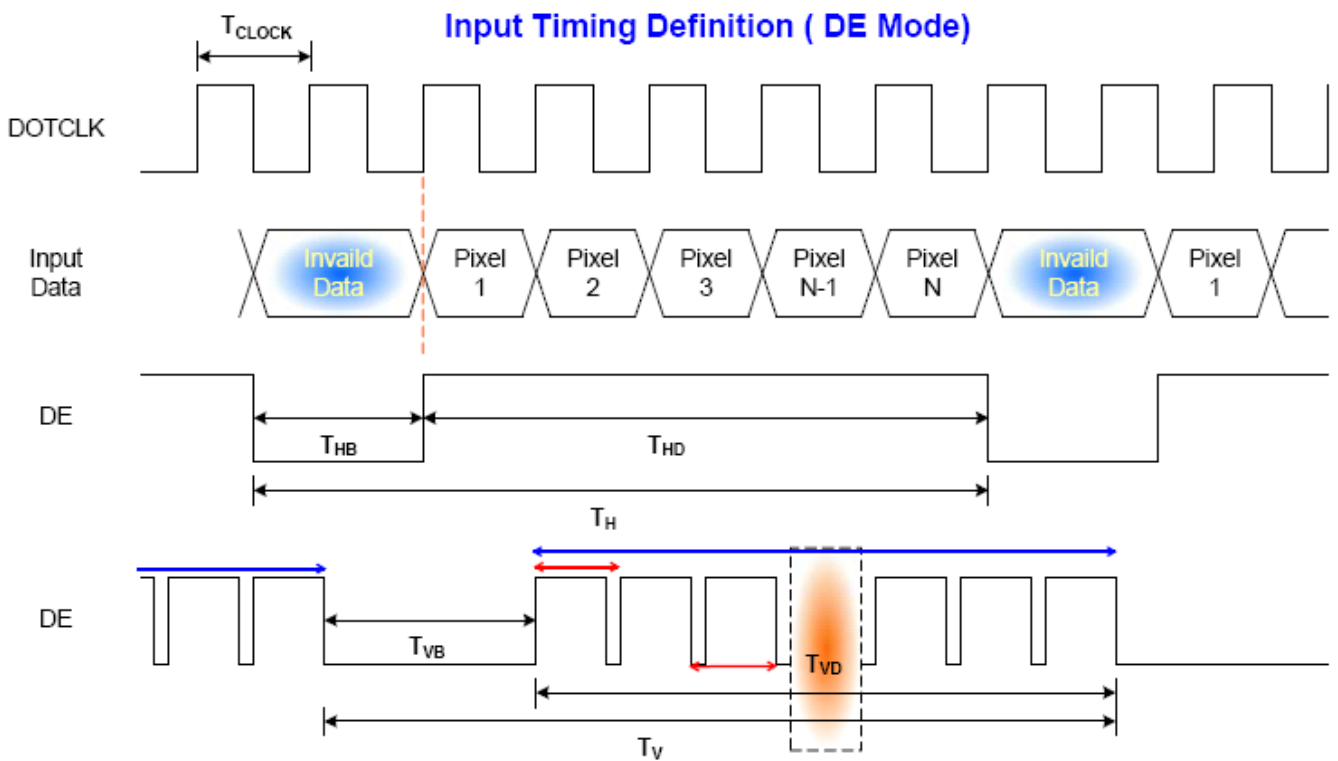 Input Timing Definition ( DE Mode)
TCLOCK
DOTCLK
Input
Data
Invaild
Data
Pixel
1
Pixel
2
Pixel
3
Pixel
N-1
Pixel
N
Invaild
Data
Pixel
1
DE
THB
THD
TH
DE
TVB
TVD
TV